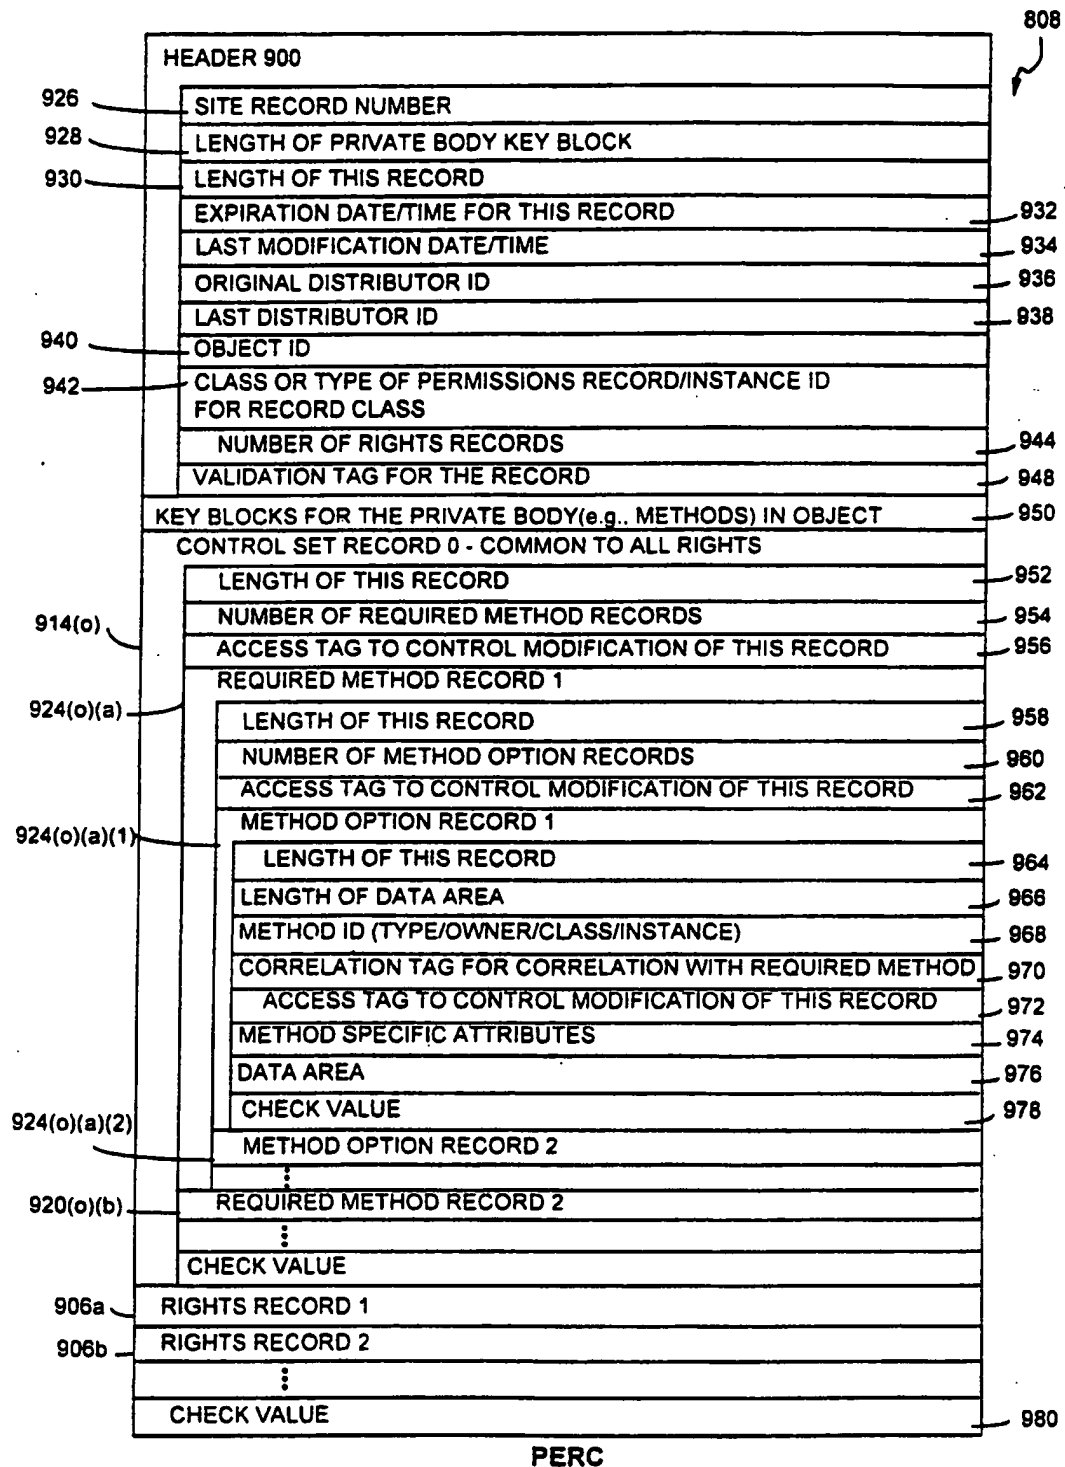 808
HEADER 900
926 SITE RECORD NUMBER
928 LENGTH OF PRIVATE BODY KEY BLOCK
930 LENGTH OF THIS RECORD
EXPIRATION DATE/TIME FOR THIS RECORD 932
LAST MODIFICATION DATE/TIME 934
ORIGINAL DISTRIBUTOR ID 936
LAST DISTRIBUTOR ID 938
940 OBJECT ID
942 CLASS OR TYPE OF PERMISSIONS RECORD/INSTANCE ID
FOR RECORD CLASS
NUMBER OF RIGHTS RECORDS 944
VALIDATION TAG FOR THE RECORD 948
KEY BLOCKS FOR THE PRIVATE BODY(e.g.. METHODS) IN OBJECT 950
CONTROL SET RECORD 0 - COMMON TO ALL RIGHTS
LENGTH OF THIS RECORD 952
914(o) NUMBER OF REQUIRED METHOD RECORDS 954
ACCESS TAG TO CONTROL MODIFICATION OF THIS RECORD 956
REQUIRED METHOD RECORD 1
924(o)(a) LENGTH OF THIS RECORD 958
NUMBER OF METHOD OPTION RECORDS 960
ACCESS TAG TO CONTROL MODIFICATION OF THIS RECORD 962
924(o)(a)(1) METHOD OPTION RECORD 1
LENGTH OF THIS RECORD 964
LENGTH OF DATA AREA 966
METHOD ID (TYPE/OWNER/CLASS/INSTANCE) 968
CORRELATION TAG FOR CORRELATION WITH REQUIRED METHOD 970
ACCESS TAG TO CONTROL MODIFICATION OF THIS RECORD 972
METHOD SPECIFIC ATTRIBUTES 974
DATA AREA 976
CHECK VALUE 978
924(o)(a)(2) METHOD OPTION RECORD 2
920(o)(b) REQUIRED METHOD RECORD 2
CHECK VALUE
906a RIGHTS RECORD 1
906b RIGHTS RECORD 2
CHECK VALUE 980
PERC